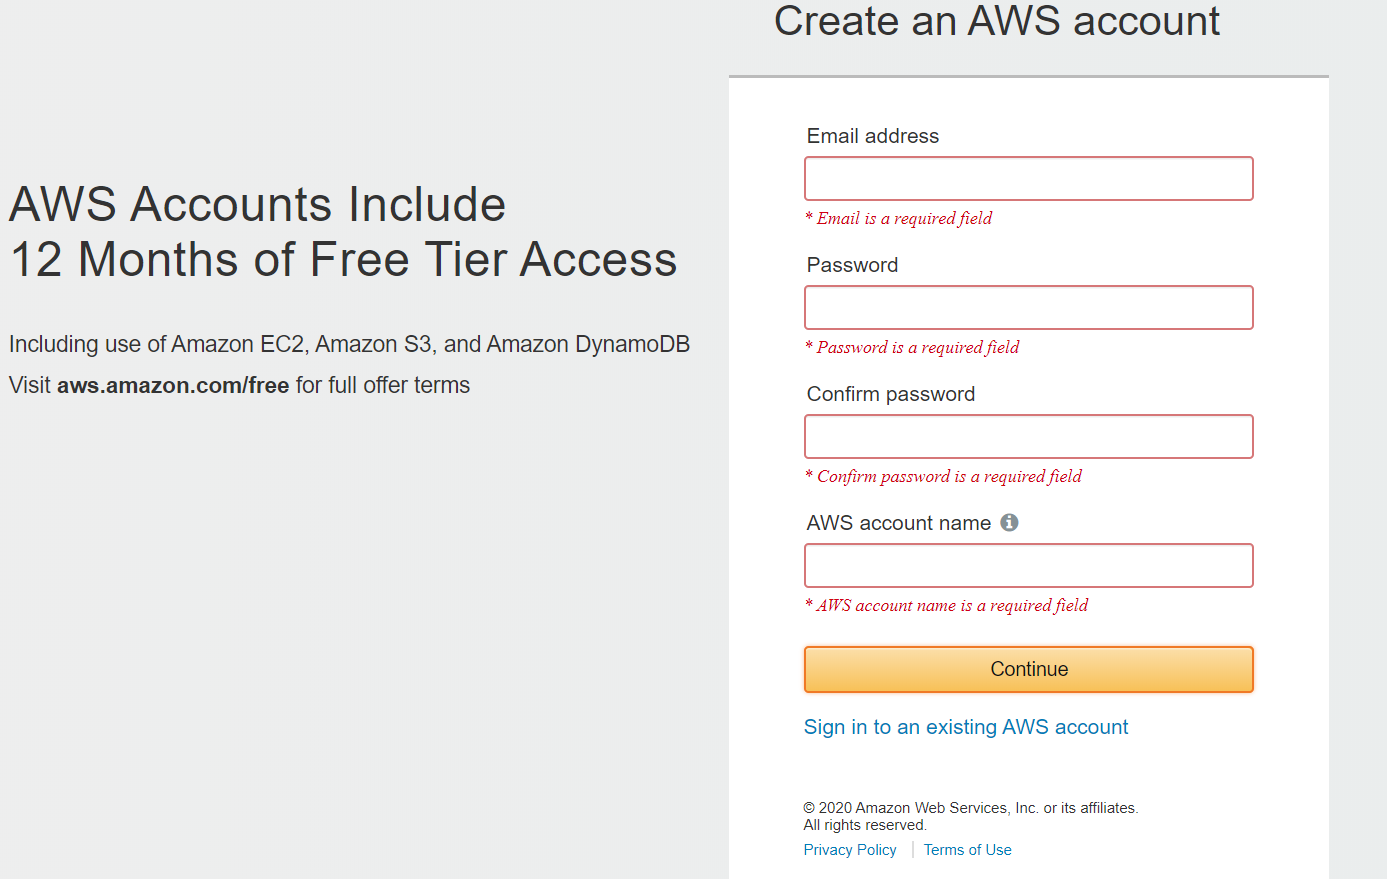 Create an AWS account
AWS Accounts Include
12 Months of Free Tier Access
Including use of Amazon EC2, Amazon S3, and Amazon DynamoDB
Visit aws.amazon.com/free for full offer terms
Email address
* Email is a required field
Password
* Password is a required field
Confirm password
* Confirm password is a required field
AWS account name
* AWS account name is a required field
Continue
Sign in to an existing AWS account
© 2020 Amazon Web Services, Inc. or its affiliates.
All rights reserved.
Privacy Policy | Terms of Use